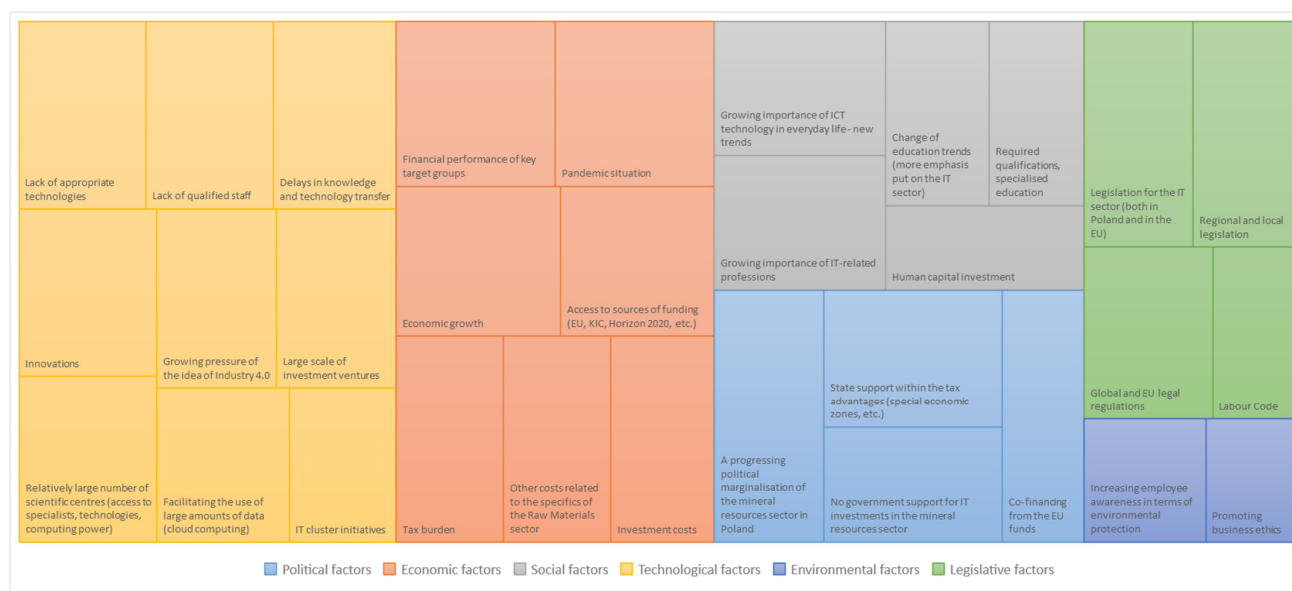 Lack of appropriate
technologies
Lack of qualified staff
Delays in knowledge
and technology transfer
Innovations
Growing pressure of
the idea of Industry 4.0
Large scale of
investment ventures
Relatively large number of
scientific centres (access to
specialists, technologies,
computing power)
Facilitating the use of
large amounts of data
(cloud computing)
IT cluster initiatives
Financial performance of key
target groups
Pandemic situation
Economic growth
Access to sources of funding
(EU, KIC, Horizon 2020, etc.)
Tax burden
Other costs related
to the specifics of
the Raw Materials
sector
Investment costs
Growing importance of ICT
technology in everyday life - new
trends
Change of
education trends
(more emphasis
put on the IT
sector)
Required
qualifications,
specialised
education
Growing importance of IT-related
professions
Human capital investment
A progressing
political
marginalisation of
the mineral
resources sector in
Poland
State support within the tax
advantages (special economic
zones, etc.)
No government support for IT
investments in the mineral
resources sector
Co-financing
from the EU
funds
Legislation for the IT
sector (both in
Poland and in the
EU)
Regional and local
legislation
Global and EU legal
regulations
Labour Code
Increasing employee
awareness in terms of
environmental
protection
Promoting
business ethics
Political factors
Economic factors
Social factors
Technological factors
Environmental factors
Legislative factors